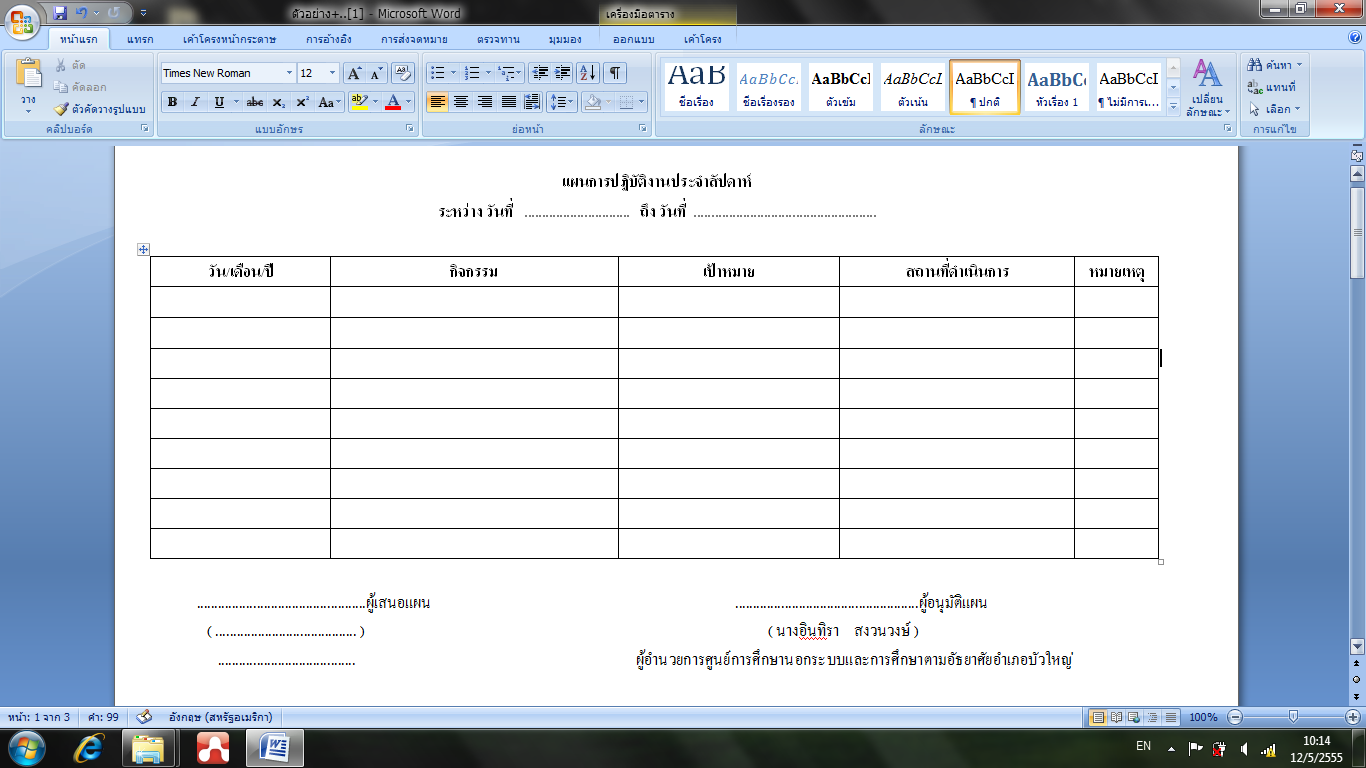 ตัวอย่าง+..[1] - Microsoft Word
เครื่องมือตาราง
หน้าแรก แทรก เค้าโครงหน้ากระดาษ การอ้างอิง การส่งจดหมาย ตรวจทาน มุมมอง ออกแบบ เค้าโครง
วาง
ตัด
คัดลอก
ตัวคัดวางรูปแบบ
คลิปบอร์ด
Times New Roman 12
B I U abc x₂ x² Aa
แบบอักษร
ย่อหน้า
AaB AaBbCc. AaBbCcI AaBbCcL AaBbCcI AaBbCc AaBbCcI
ชื่อเรื่อง ชื่อเรื่องรอง ตัวเข้ม ตัวเน้น ¶ ปกติ หัวเรื่อง 1 ¶ ไม่มีการเ...
ลักษณะ
เปลี่ยน
ลักษณะ
ค้นหา
แทนที่
เลือก
การแก้ไข
แผนการปฏิบัติงานประจำสัปดาห์
ระหว่าง วันที่ .............................. ถึง วันที่ ....................................................
วัน/เดือน/ปี กิจกรรม เป้าหมาย สถานที่ดำเนินการ หมายเหตุ
................................................ผู้เสนอแผน ....................................................ผู้อนุมัติแผน
( ........................................ ) ( นางอินทิรา สงวนวงษ์ )
....................................... ผู้อำนวยการศูนย์การศึกษานอกระบบและการศึกษาตามอัธยาศัยอำเภอบัวใหญ่
หน้า: 1 จาก 3 คำ: 99 อังกฤษ (สหรัฐอเมริกา) 100%
EN
10:14
12/5/2555